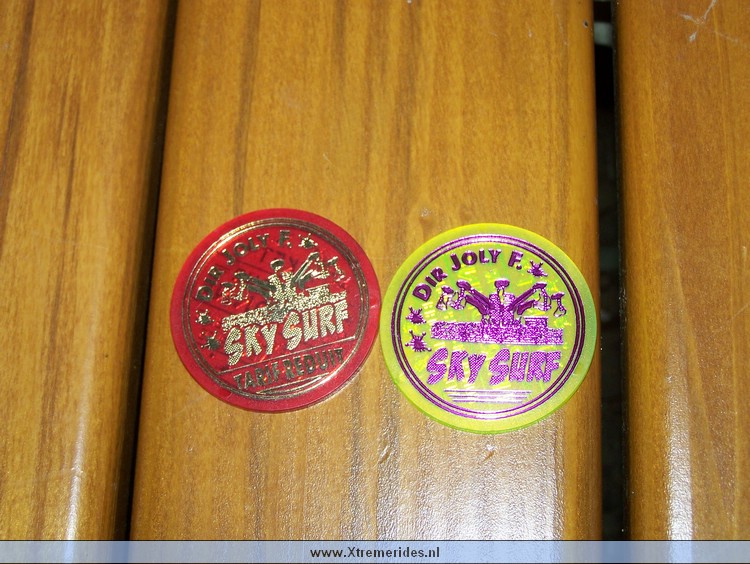 DIR JOLY F.
SKY SURF
TARIF REDUIT
DIR JOLY F.
SKY SURF
www.Xtremerides.nl